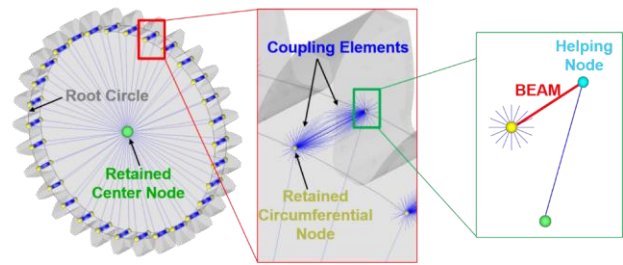 Root Circle
Retained
Center Node
Coupling Elements
Retained
Circumferential
Node
Helping
Node
BEAM